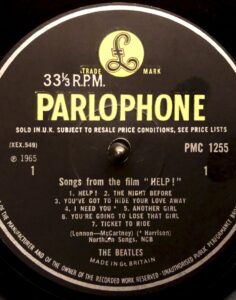 £
TRADE MARK
33⅓ R.P.M.
PARLOPHONE
SOLD IN U.K. SUBJECT TO RESALE PRICE CONDITIONS, SEE PRICE LISTS
(XEX.549)
PMC 1255
℗ 1965
1
1
Songs from the film "HELP!"
1. HELP! 2. THE NIGHT BEFORE
3. YOU'VE GOT TO HIDE YOUR LOVE AWAY
4. I NEED YOU * 5. ANOTHER GIRL
6. YOU'RE GOING TO LOSE THAT GIRL
7. TICKET TO RIDE
(Lennon—McCartney) (* Harrison)
Northern Songs, NCB
THE BEATLES
MADE IN GT. BRITAIN
OF THE MANUFACTURER AND OF THE OWNER OF THE RECORDED WORK RESERVED UNAUTHORISED PUBLIC PERFORMANCE